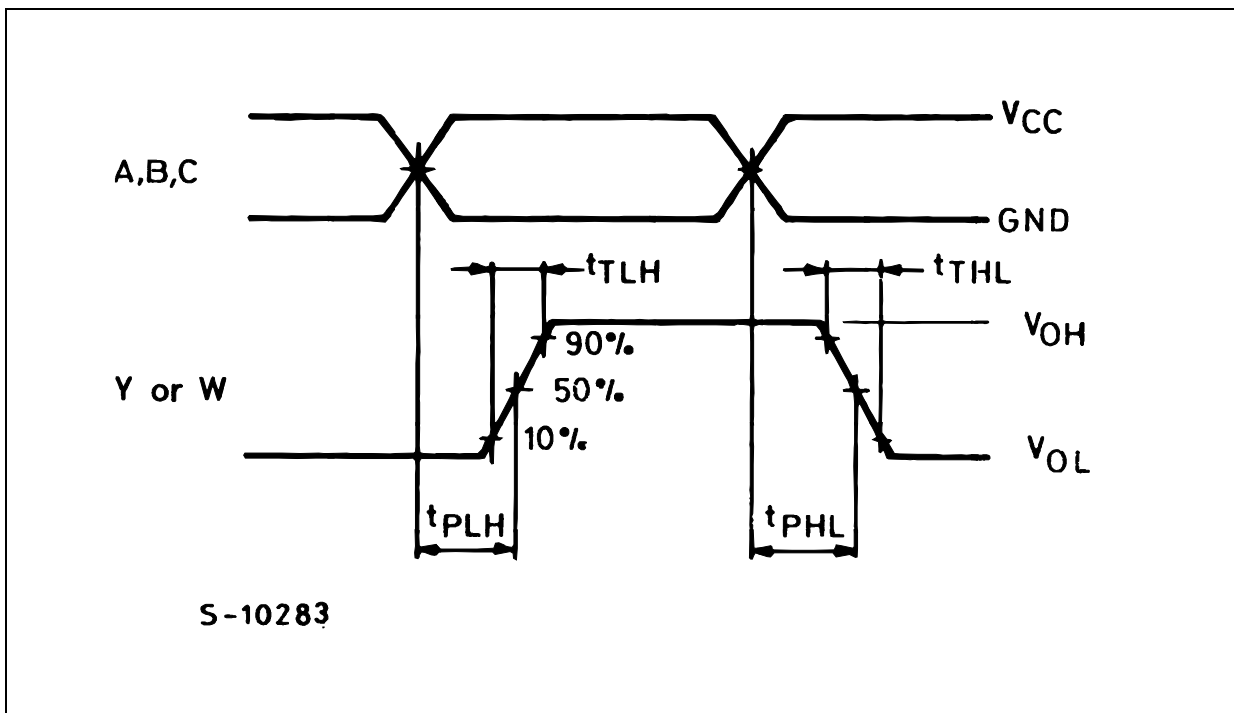 VCC
A,B,C
GND
tTLH
tTHL
VOH
90%
Y or W
50%
10%
VOL
tPLH
tPHL
S-10283